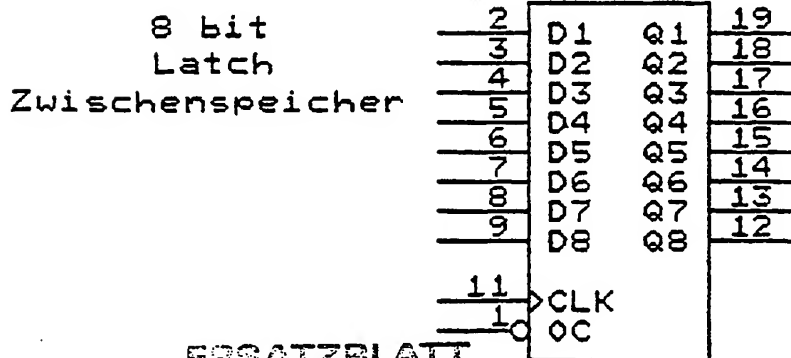 8 bit
Latch
Zwischenspeicher
2 D1 Q1 19
3 D2 Q2 18
4 D3 Q3 17
5 D4 Q4 16
6 D5 Q5 15
7 D6 Q6 14
8 D7 Q7 13
9 D8 Q8 12
11 CLK
1 OC
ERSATZBLATT